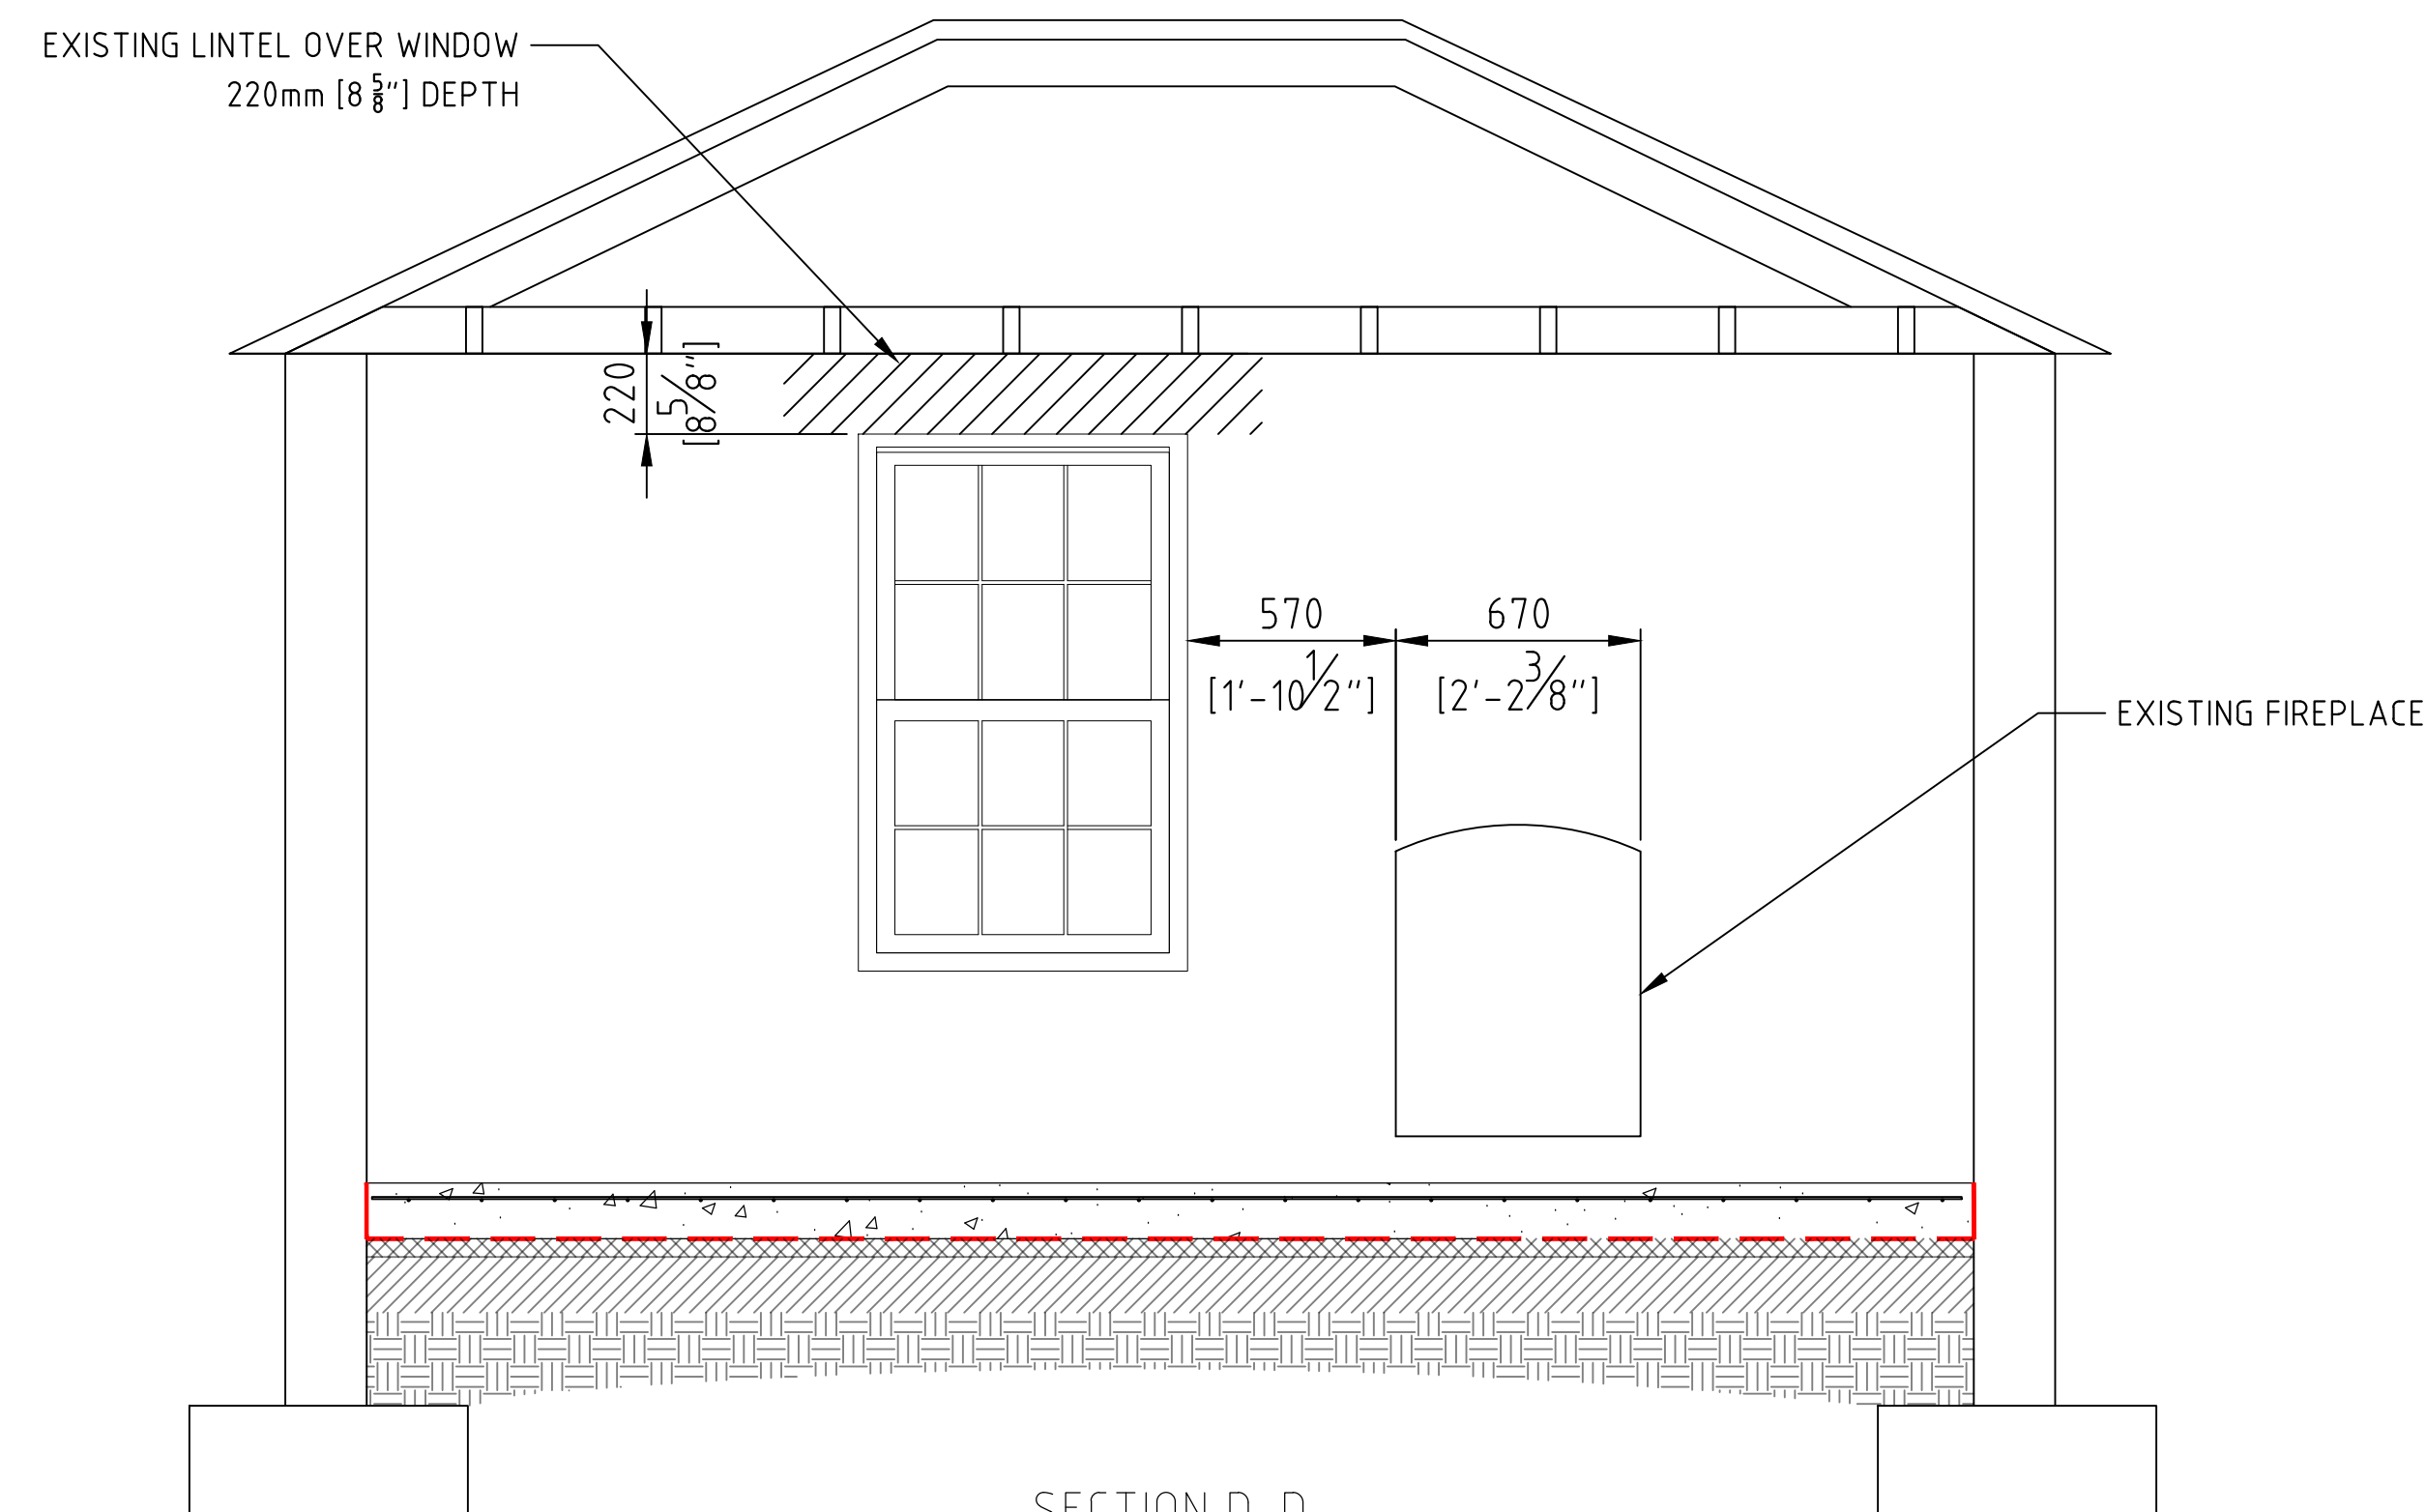 EXISTING LINTEL OVER WINDOW
220mm [8 5/8"] DEPTH
220
[8 5/8"]
570
[1'-10 1/2"]
670
[2'-2 3/8"]
EXISTING FIREPLACE
SECTION